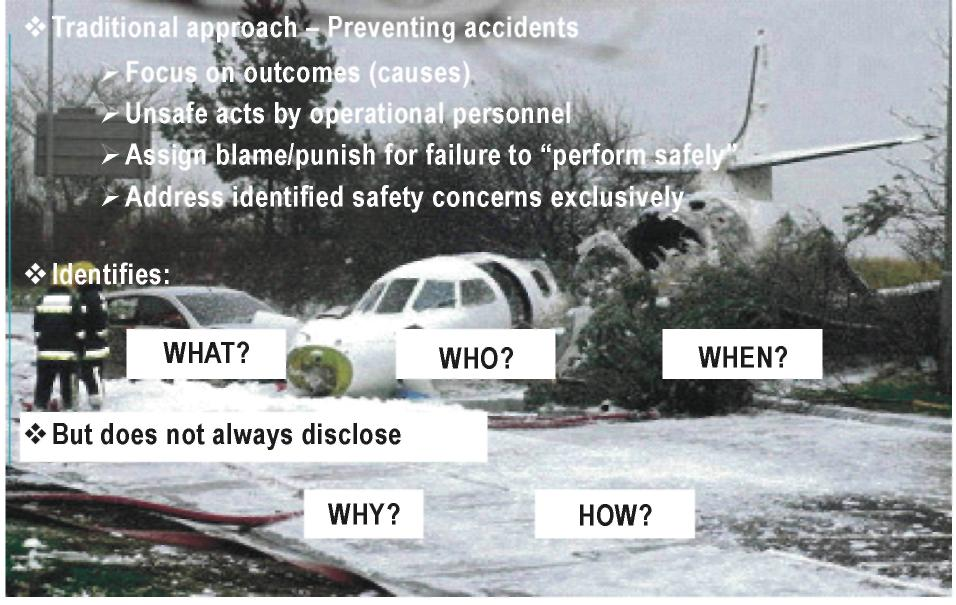 ❖ Traditional approach – Preventing accidents
➢ Focus on outcomes (causes)
➢ Unsafe acts by operational personnel
➢ Assign blame/punish for failure to “perform safely”
➢ Address identified safety concerns exclusively
❖ Identifies:
WHAT? WHO? WHEN?
❖ But does not always disclose
WHY? HOW?